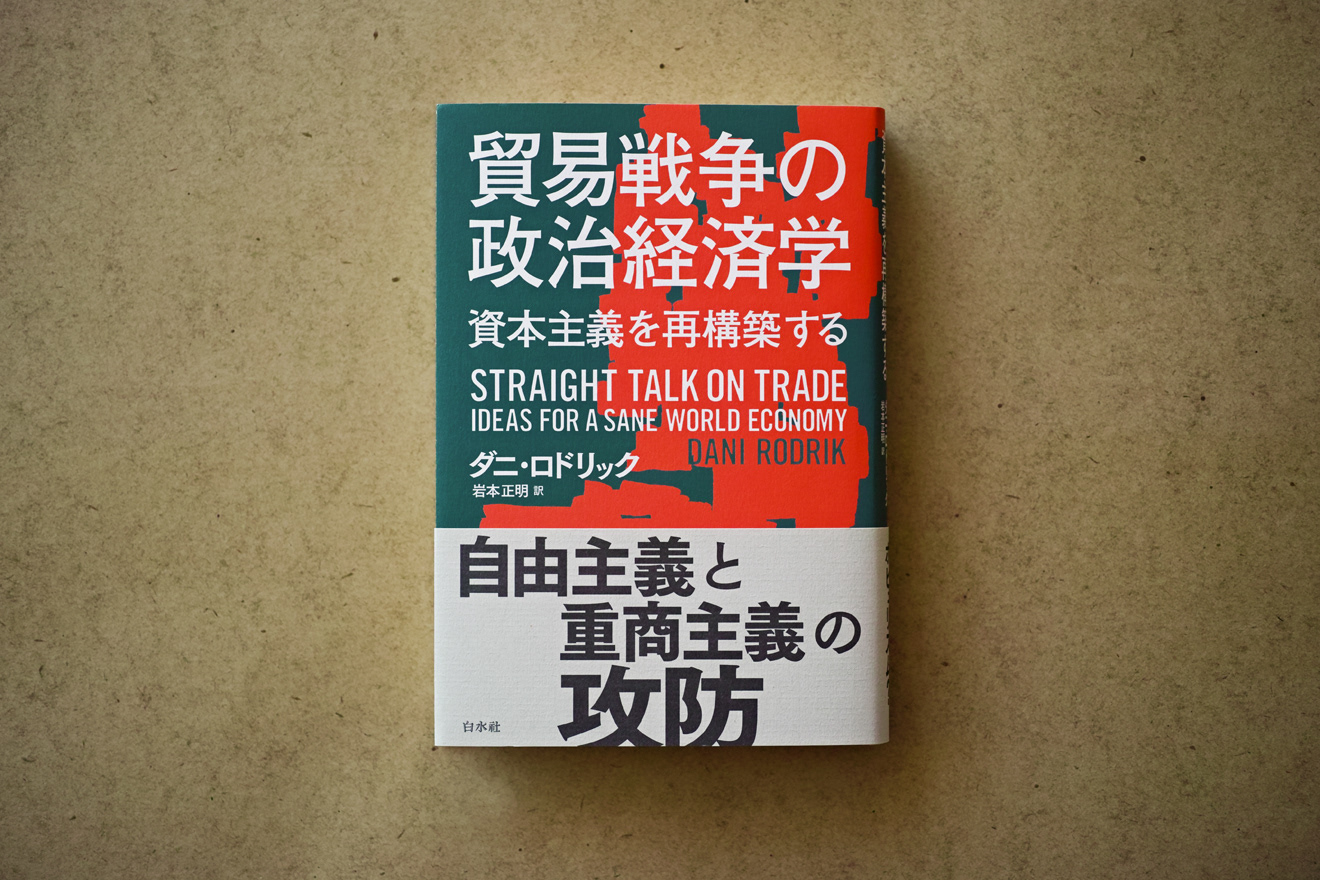 貿易戦争の
政治経済学
資本主義を再構築する
STRAIGHT TALK ON TRADE
IDEAS FOR A SANE WORLD ECONOMY
DANI RODRIK
ダニ・ロドリック
岩本正明 訳
自由主義と
重商主義の
攻防
白水社